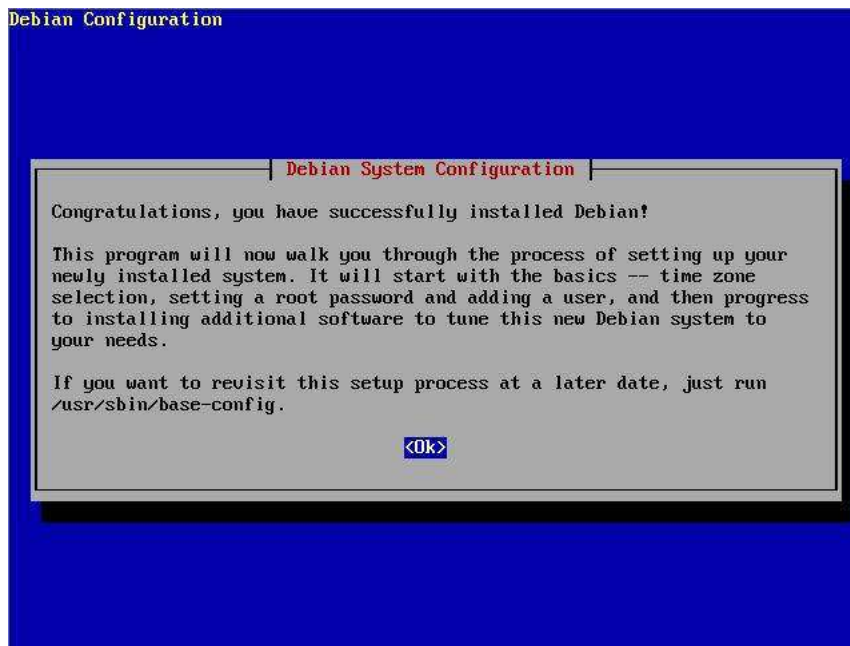 Debian Configuration
Debian System Configuration
Congratulations, you have successfully installed Debian!
This program will now walk you through the process of setting up your
newly installed system. It will start with the basics -- time zone
selection, setting a root password and adding a user, and then progress
to installing additional software to tune this new Debian system to
your needs.
If you want to revisit this setup process at a later date, just run
/usr/sbin/base-config.
<Ok>